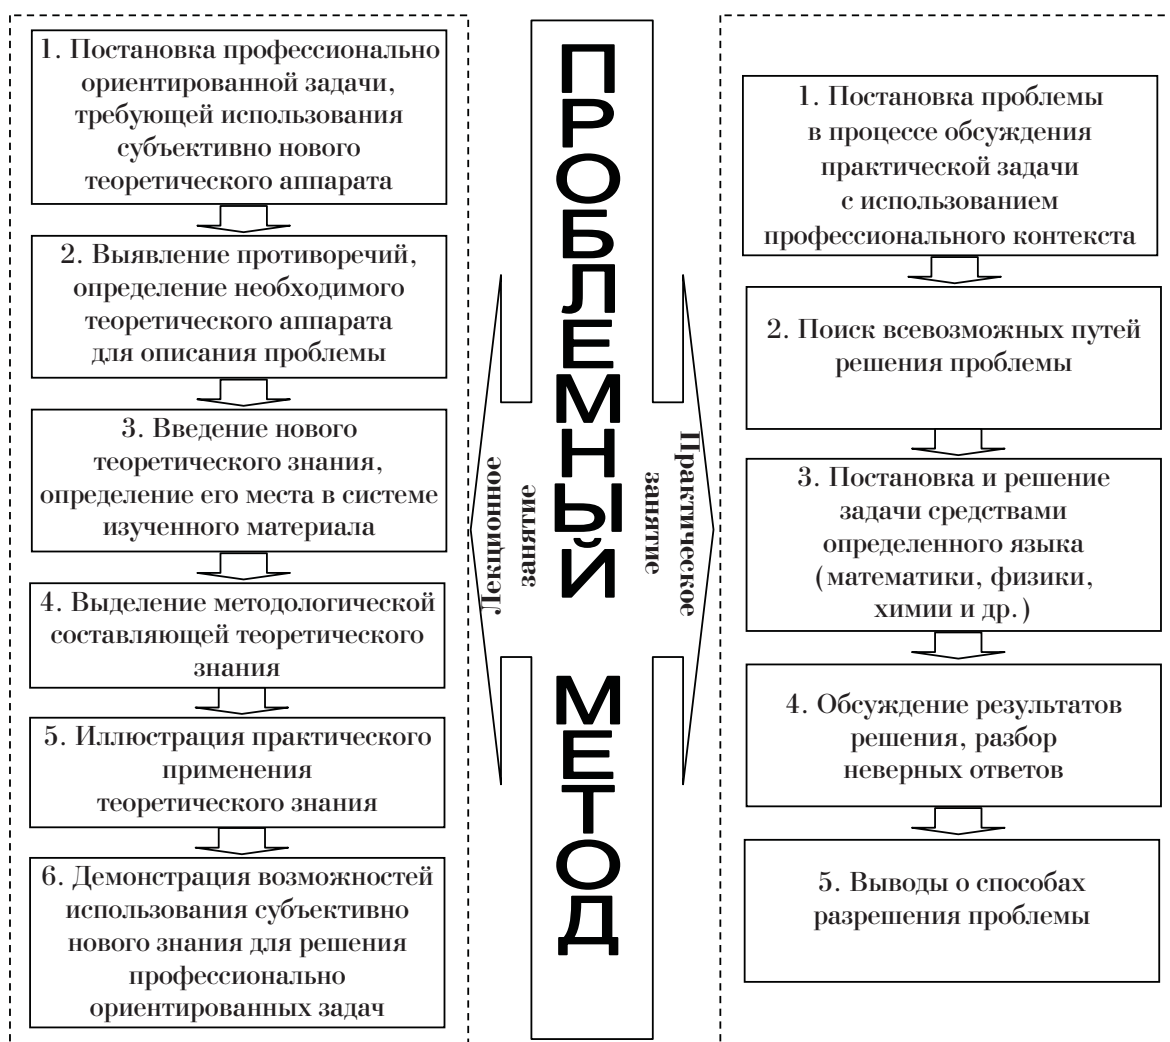 1. Постановка профессионально
ориентированной задачи,
требующей использования
субъективно нового
теоретического аппарата
2. Выявление противоречий,
определение необходимого
теоретического аппарата
для описания проблемы
3. Введение нового
теоретического знания,
определение его места в системе
изученного материала
4. Выделение методологической
составляющей теоретического
знания
5. Иллюстрация практического
применения
теоретического знания
6. Демонстрация возможностей
использования субъективно
нового знания для решения
профессионально
ориентированных задач
Лекционное
занятие
ПРОБЛЕМНЫЙ МЕТОД
Практическое
занятие
1. Постановка проблемы
в процессе обсуждения
практической задачи
с использованием
профессионального контекста
2. Поиск всевозможных путей
решения проблемы
3. Постановка и решение
задачи средствами
определенного языка
(математики, физики,
химии и др.)
4. Обсуждение результатов
решения, разбор
неверных ответов
5. Выводы о способах
разрешения проблемы